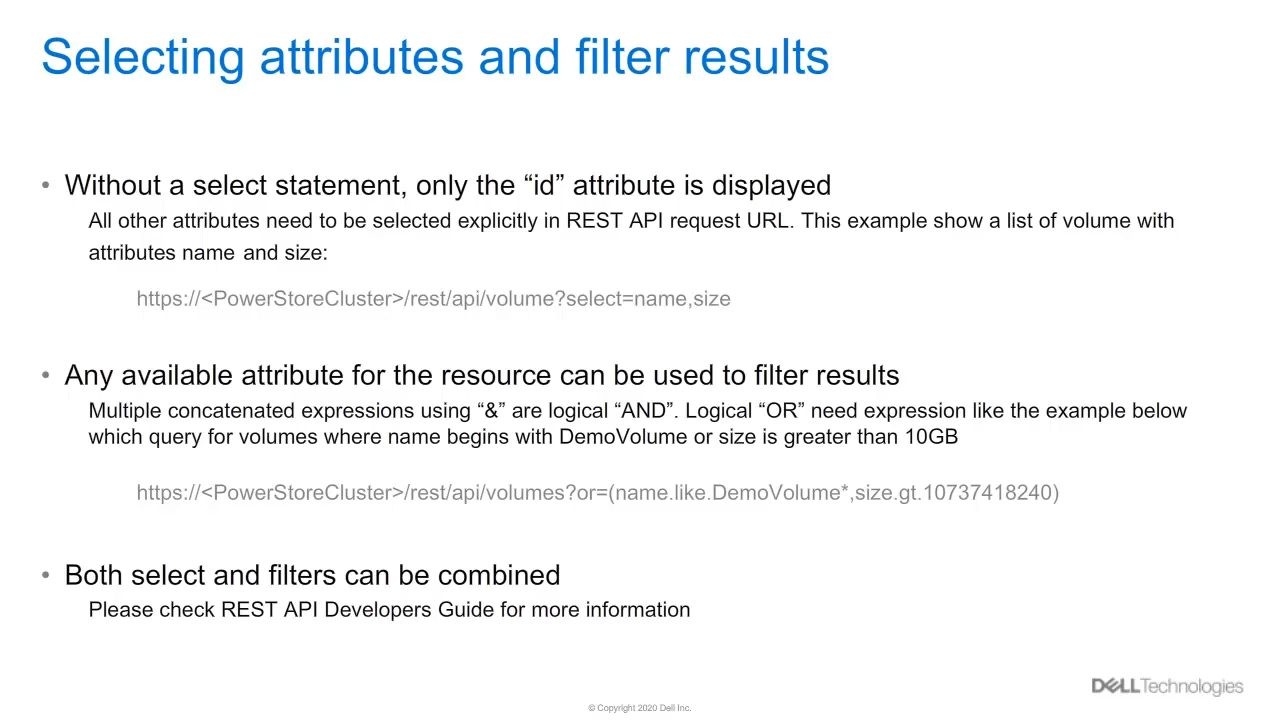 Selecting attributes and filter results
• Without a select statement, only the “id” attribute is displayed
All other attributes need to be selected explicitly in REST API request URL. This example show a list of volume with
attributes name and size:
https://<PowerStoreCluster>/rest/api/volume?select=name,size
• Any available attribute for the resource can be used to filter results
Multiple concatenated expressions using “&” are logical “AND”. Logical “OR” need expression like the example below
which query for volumes where name begins with DemoVolume or size is greater than 10GB
https://<PowerStoreCluster>/rest/api/volumes?or=(name.like.DemoVolume*,size.gt.10737418240)
• Both select and filters can be combined
Please check REST API Developers Guide for more information
DELLTechnologies
© Copyright 2020 Dell Inc.